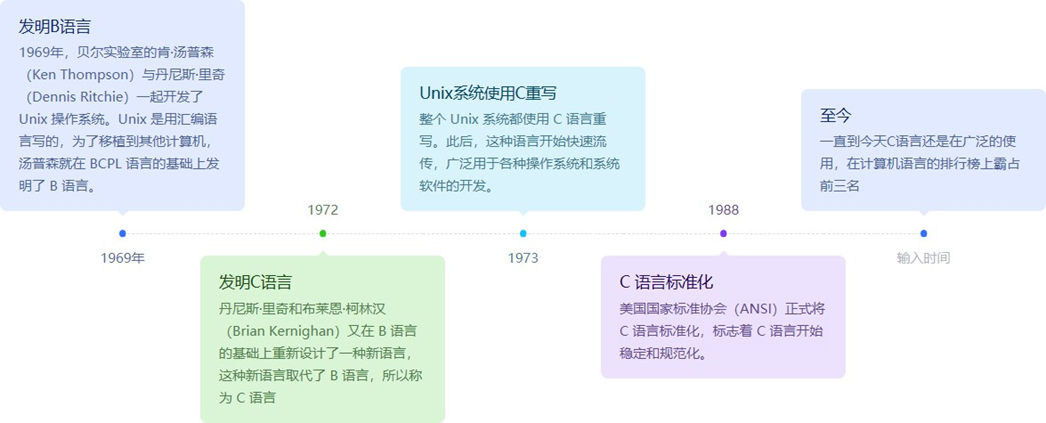 发明B语言
1969年，贝尔实验室的肯·汤普森
（Ken Thompson）与丹尼斯·里奇
（Dennis Ritchie）一起开发了
Unix 操作系统。Unix 是用汇编语
言写的，为了移植到其他计算机，
汤普森就在 BCPL 语言的基础上发
明了 B 语言。
1969年
1972
发明C语言
丹尼斯·里奇和布莱恩·柯林汉
（Brian Kernighan）又在 B 语言
的基础上重新设计了一种新语言，
这种新语言取代了 B 语言，所以称
为 C 语言
Unix系统使用C重写
整个 Unix 系统都使用 C 语言重
写。此后，这种语言开始快速流
传，广泛用于各种操作系统和系统
软件的开发。
1973
1988
C 语言标准化
美国国家标准协会（ANSI）正式将
C 语言标准化，标志着 C 语言开始
稳定和规范化。
至今
一直到今天C语言还是在广泛的使
用，在计算机语言的排行榜上霸占
前三名
输入时间